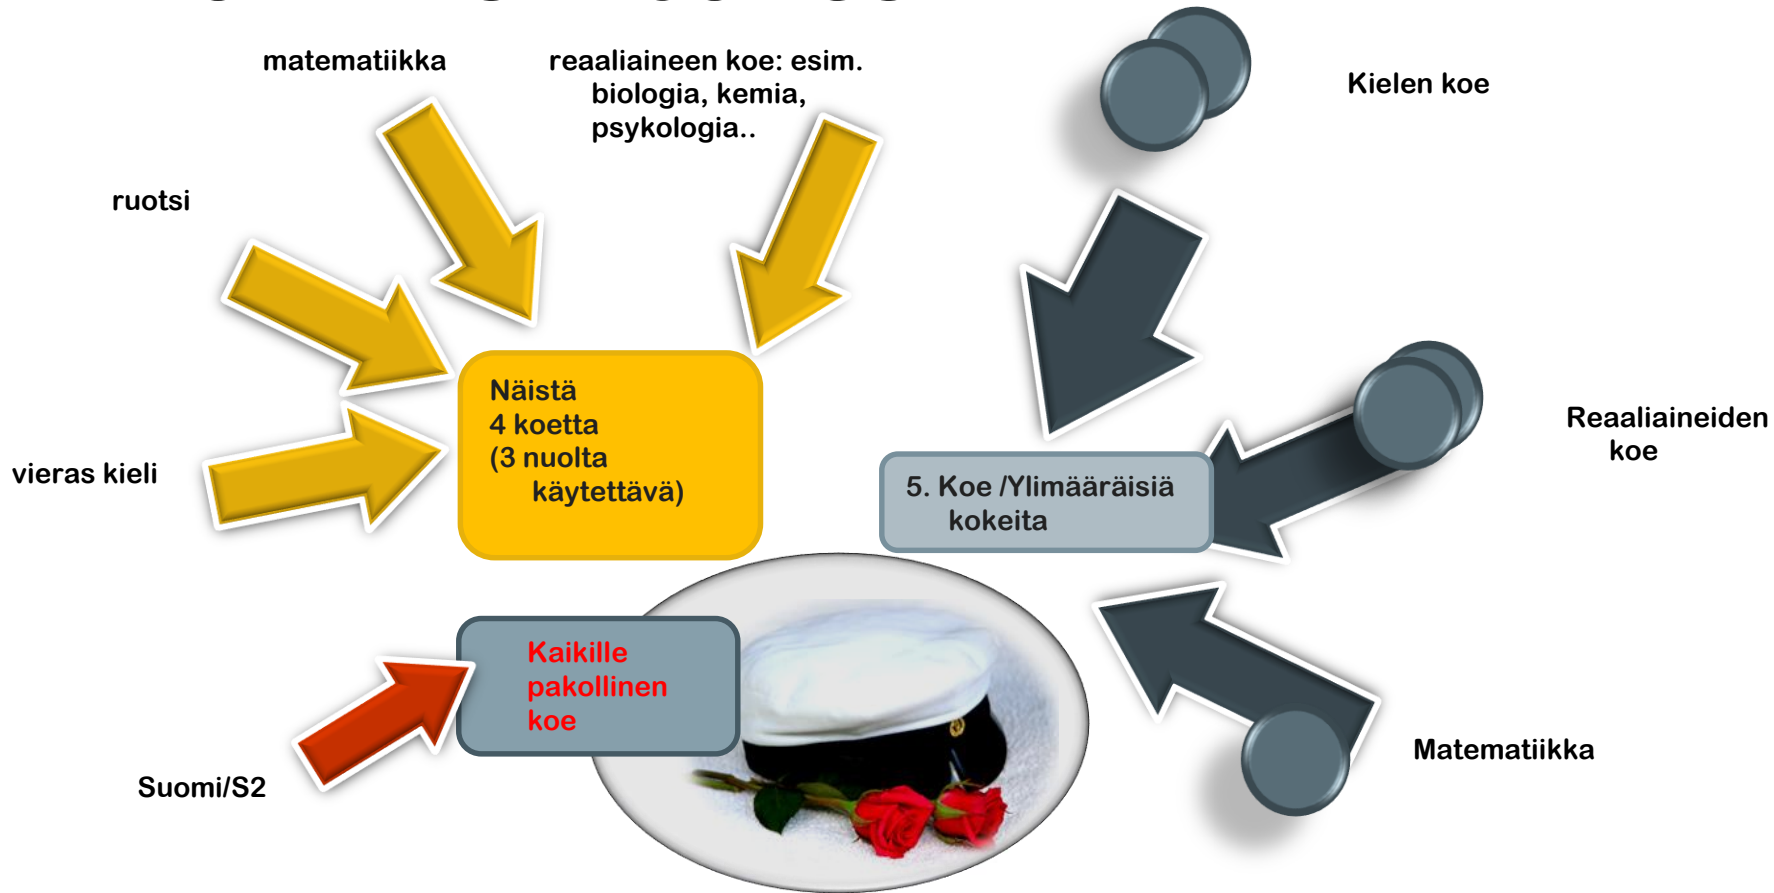 matematiikka
reaaliaineen koe: esim.
biologia, kemia,
psykologia..
Kielen koe
ruotsi
Näistä
4 koetta
(3 nuolta
käytettävä)
vieras kieli
5. Koe /Ylimääräisiä
kokeita
Reaaliaineiden
koe
Kaikille
pakollinen
koe
Suomi/S2
Matematiikka